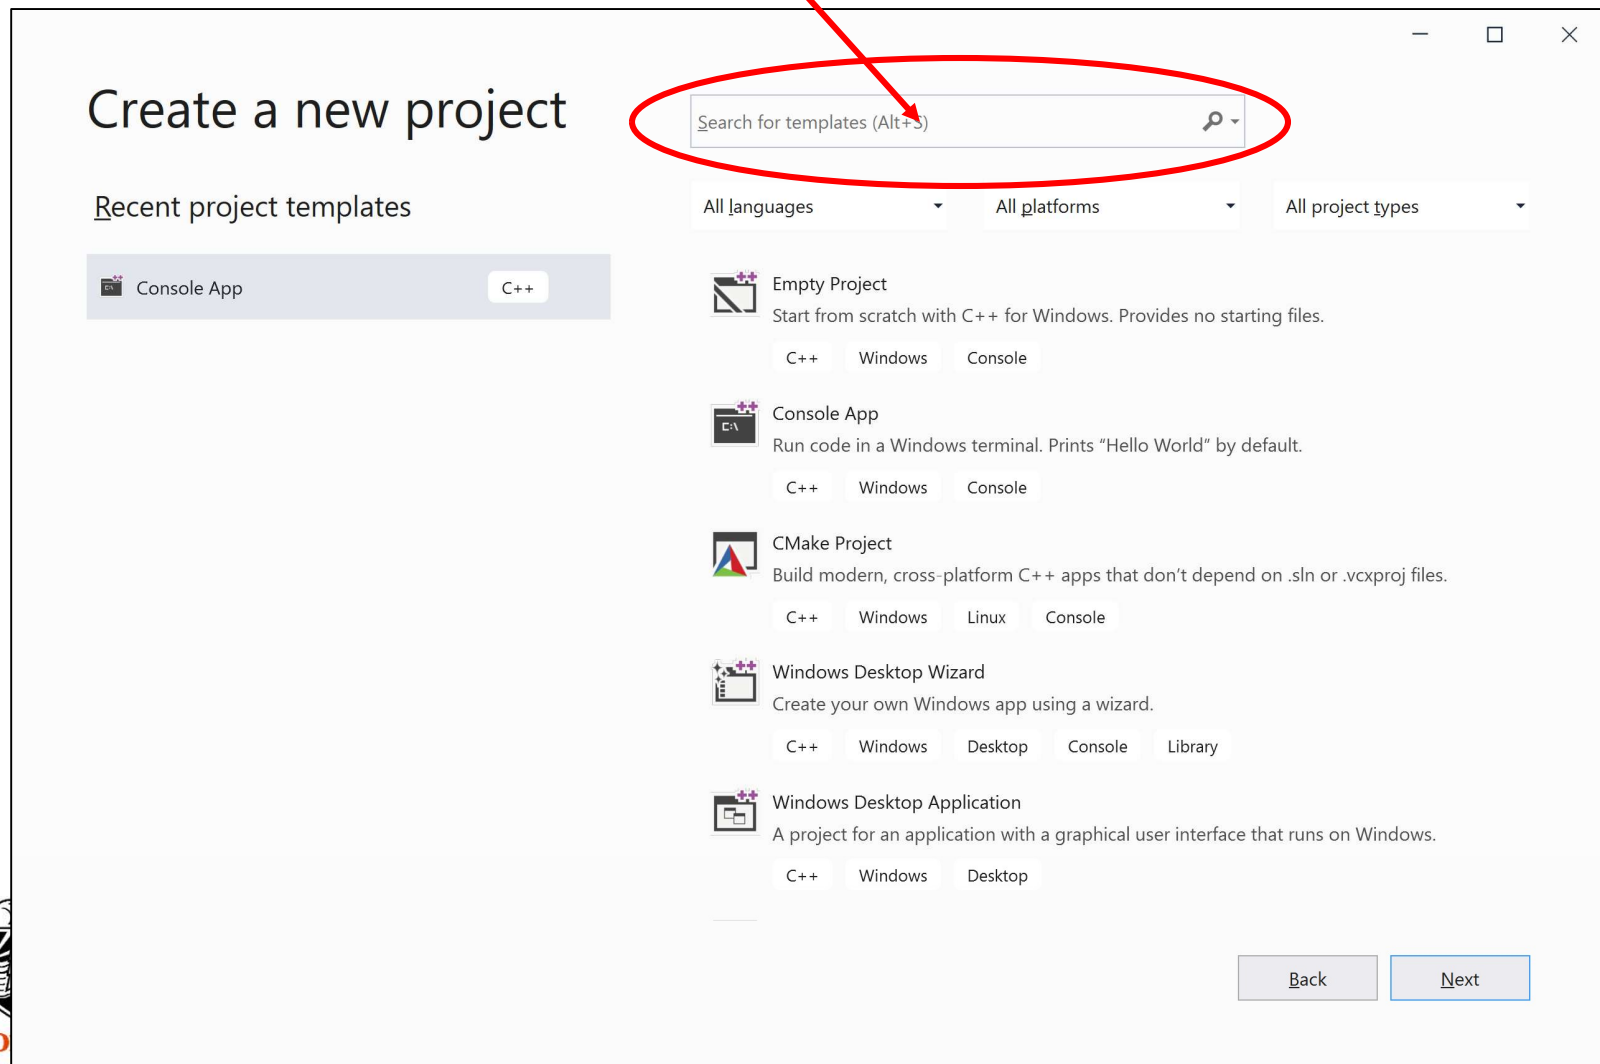 Create a new project
Search for templates (Alt+S)
Recent project templates
All languages
All platforms
All project types
Console App
C++
Empty Project
Start from scratch with C++ for Windows. Provides no starting files.
C++ Windows Console
Console App
Run code in a Windows terminal. Prints “Hello World” by default.
C++ Windows Console
CMake Project
Build modern, cross-platform C++ apps that don’t depend on .sln or .vcxproj files.
C++ Windows Linux Console
Windows Desktop Wizard
Create your own Windows app using a wizard.
C++ Windows Desktop Console Library
Windows Desktop Application
A project for an application with a graphical user interface that runs on Windows.
C++ Windows Desktop
Back
Next